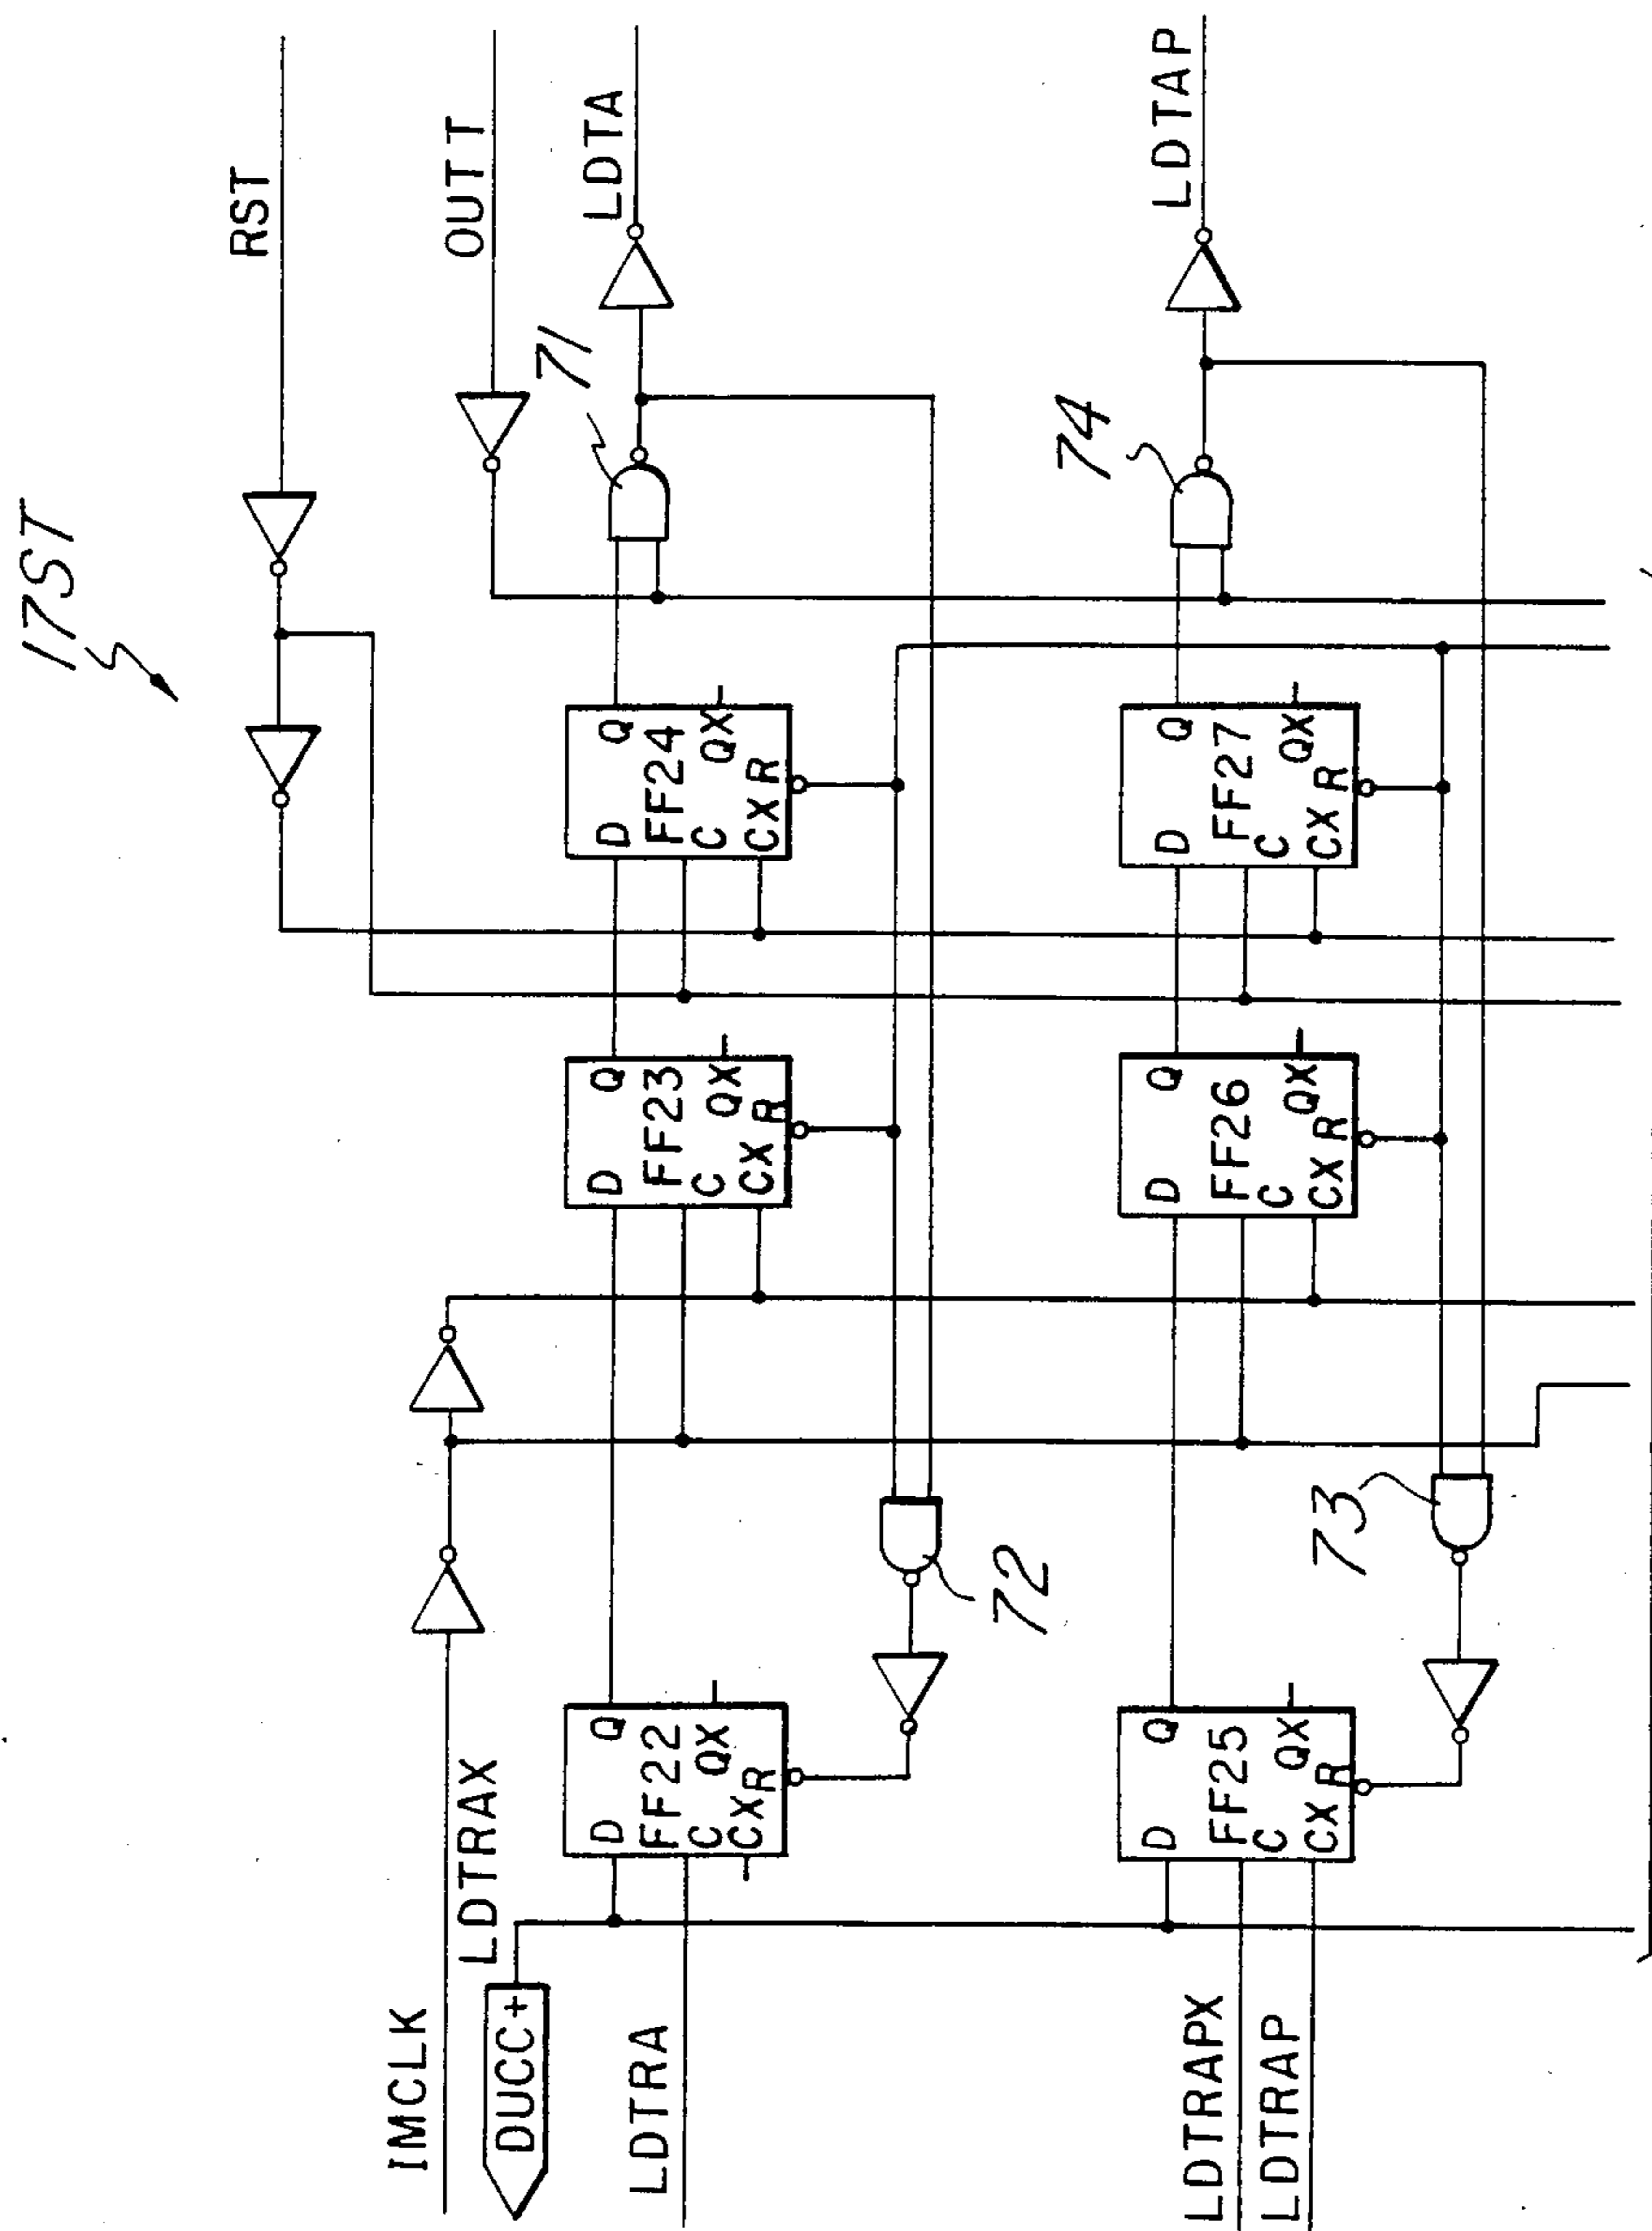 17ST
RST
OUTT
LDTA
LDTAP
71
74
Q
FF24
QX
D
C
CX R
Q
FF27
QX
D
C
CX R
Q
FF23
QX
D
C
CX R
Q
FF26
QX
D
C
CX R
72
73
Q
FF22
QX
D
C
CX R
Q
FF25
QX
D
C
CX R
IMCLK
LDTRAX
DUCC+
LDTRA
LDTRAPX
LDTRAP